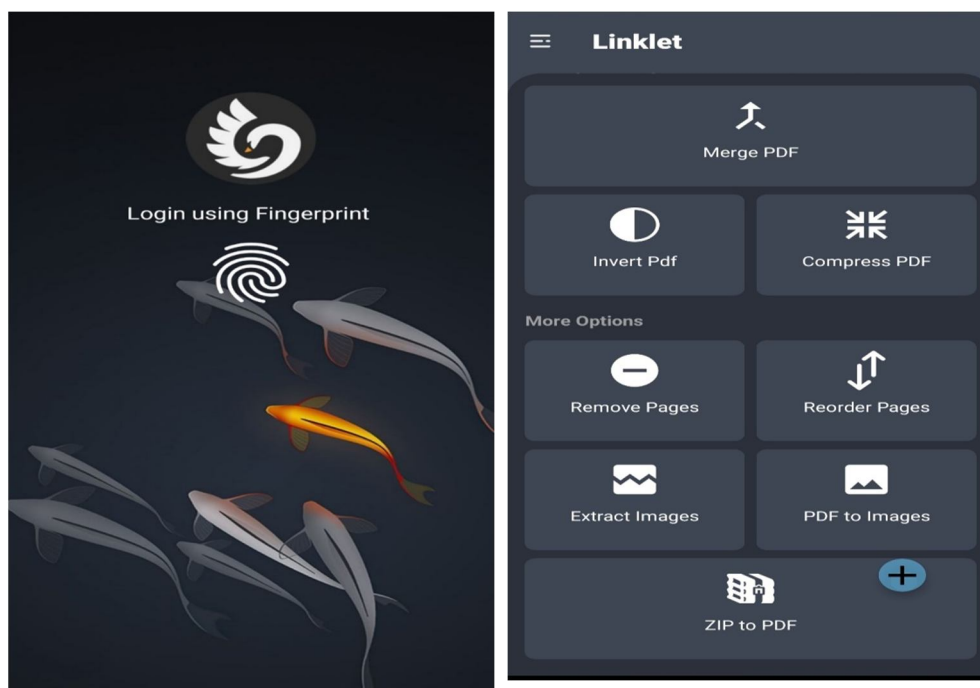 Login using Fingerprint
Linklet
Merge PDF
Invert Pdf
Compress PDF
More Options
Remove Pages
Reorder Pages
Extract Images
PDF to Images
ZIP to PDF